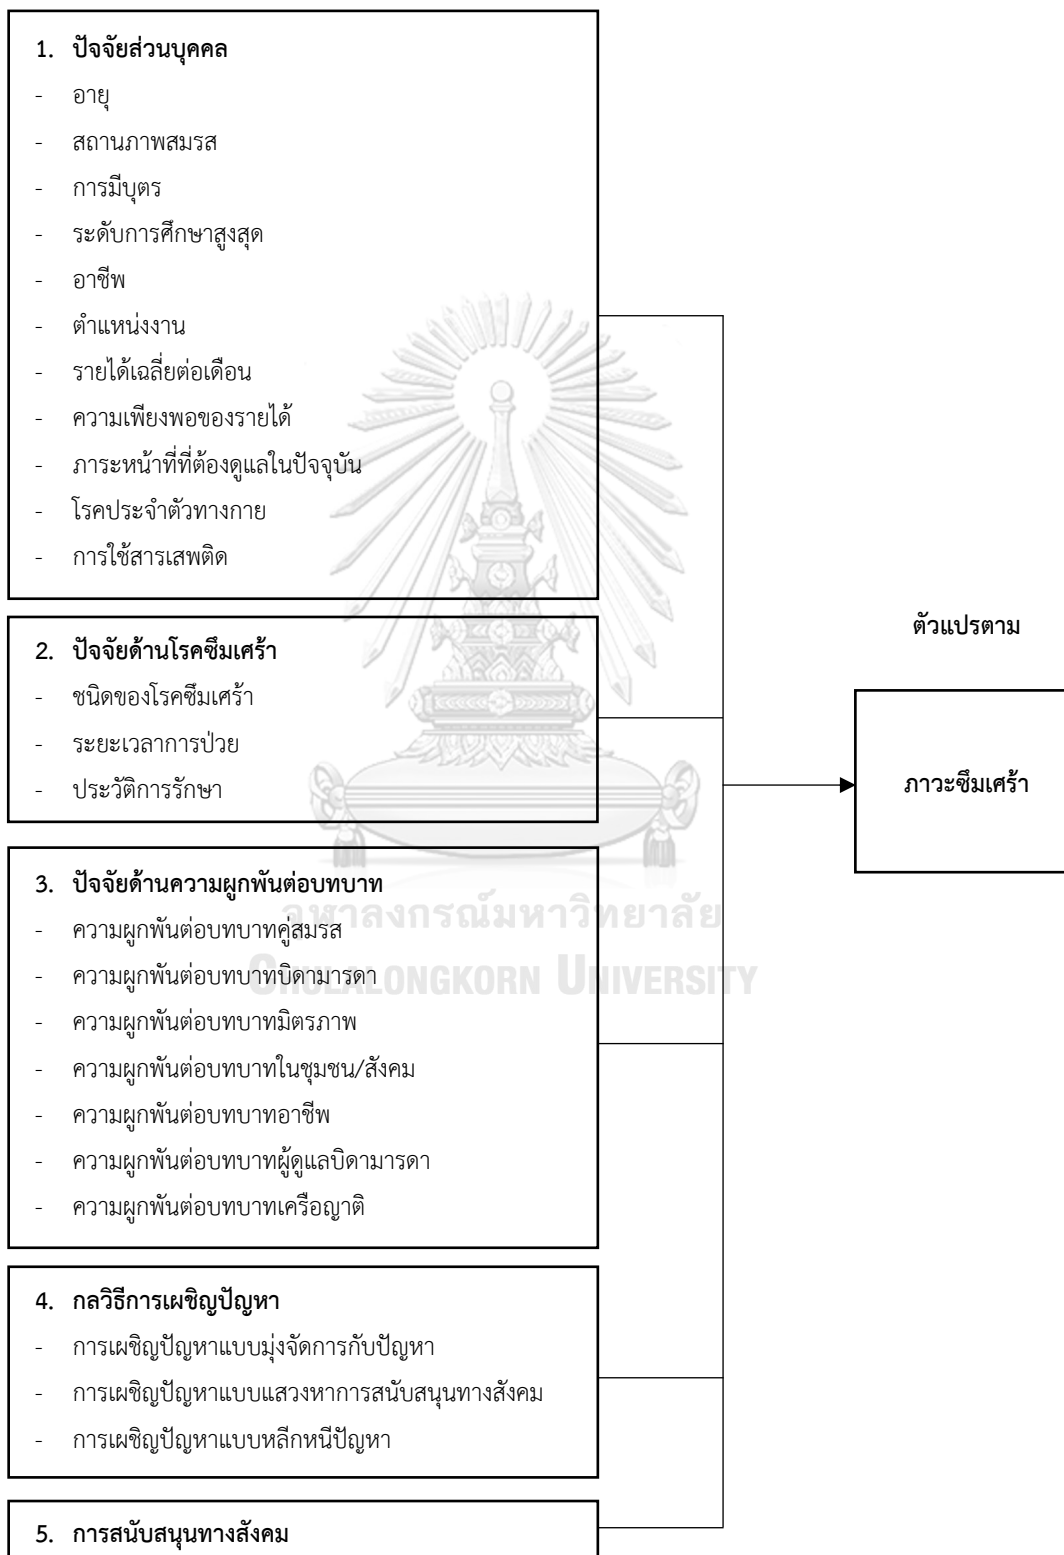 1. ปัจจัยส่วนบุคคล
- อายุ
- สถานภาพสมรส
- การมีบุตร
- ระดับการศึกษาสูงสุด
- อาชีพ
- ตำแหน่งงาน
- รายได้เฉลี่ยต่อเดือน
- ความเพียงพอของรายได้
- ภาระหน้าที่ที่ต้องดูแลในปัจจุบัน
- โรคประจำตัวทางกาย
- การใช้สารเสพติด
2. ปัจจัยด้านโรคซึมเศร้า
- ชนิดของโรคซึมเศร้า
- ระยะเวลาการป่วย
- ประวัติการรักษา
3. ปัจจัยด้านความผูกพันต่อบทบาท
- ความผูกพันต่อบทบาทคู่สมรส
- ความผูกพันต่อบทบาทบิดามารดา
- ความผูกพันต่อบทบาทมิตรภาพ
- ความผูกพันต่อบทบาทในชุมชน/สังคม
- ความผูกพันต่อบทบาทอาชีพ
- ความผูกพันต่อบทบาทผู้ดูแลบิดามารดา
- ความผูกพันต่อบทบาทเครือญาติ
4. กลวิธีการเผชิญปัญหา
- การเผชิญปัญหาแบบมุ่งจัดการกับปัญหา
- การเผชิญปัญหาแบบแสวงหาการสนับสนุนทางสังคม
- การเผชิญปัญหาแบบหลีกหนีปัญหา
5. การสนับสนุนทางสังคม
ตัวแปรตาม
ภาวะซึมเศร้า
จุฬาลงกรณ์มหาวิทยาลัย
CHULALONGKORN UNIVERSITY